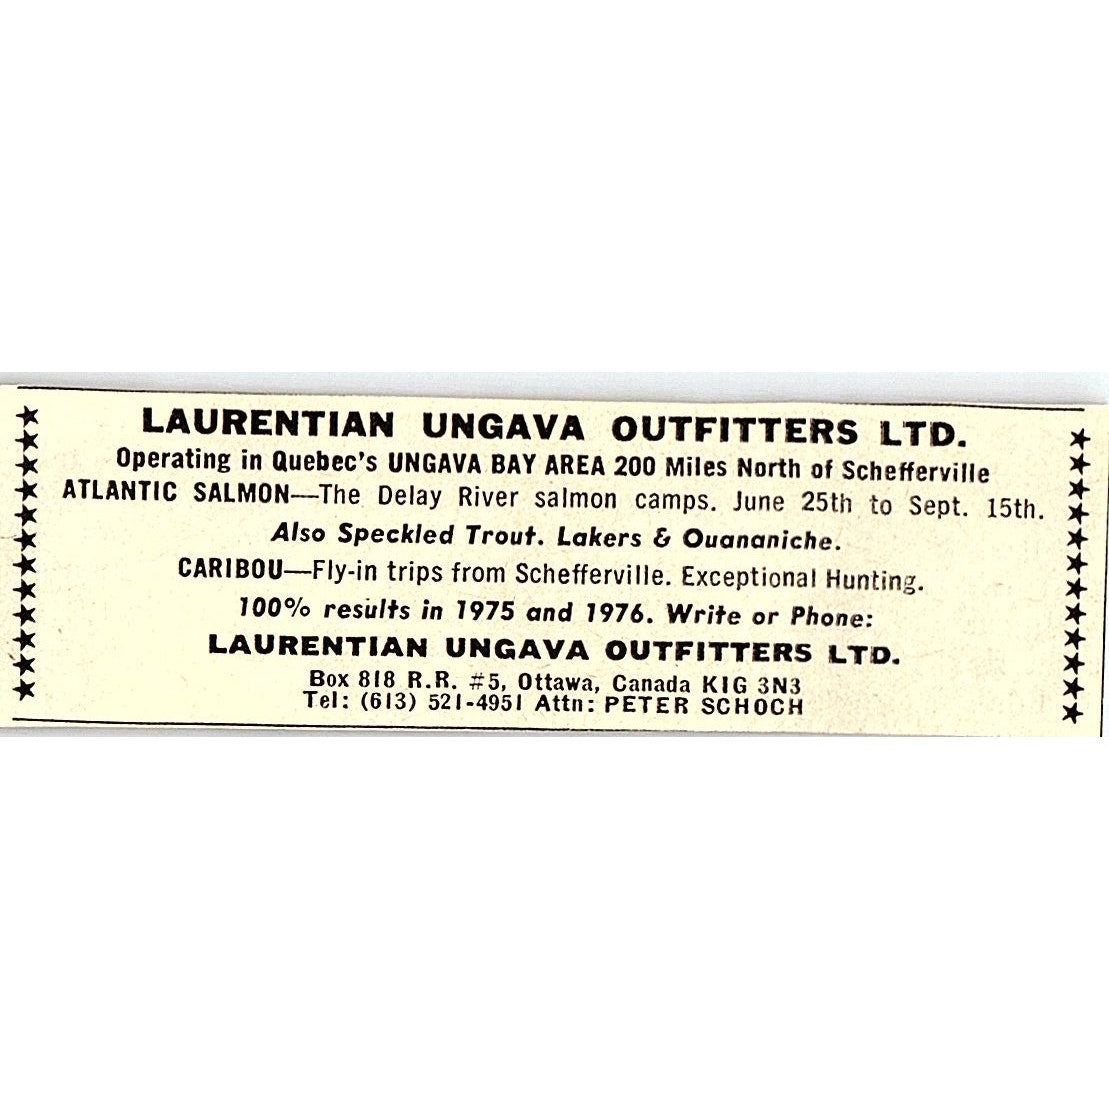 LAURENTIAN UNGAVA OUTFITTERS LTD.
Operating in Quebec's UNGAVA BAY AREA 200 Miles North of Schefferville
ATLANTIC SALMON—The Delay River salmon camps. June 25th to Sept. 15th.
Also Speckled Trout. Lakers & Ouananiche.
CARIBOU—Fly-in trips from Schefferville. Exceptional Hunting.
100% results in 1975 and 1976. Write or Phone:
LAURENTIAN UNGAVA OUTFITTERS LTD.
Box 818 R.R. #5, Ottawa, Canada KIG 3N3
Tel: (613) 521-4951 Attn: PETER SCHOCH